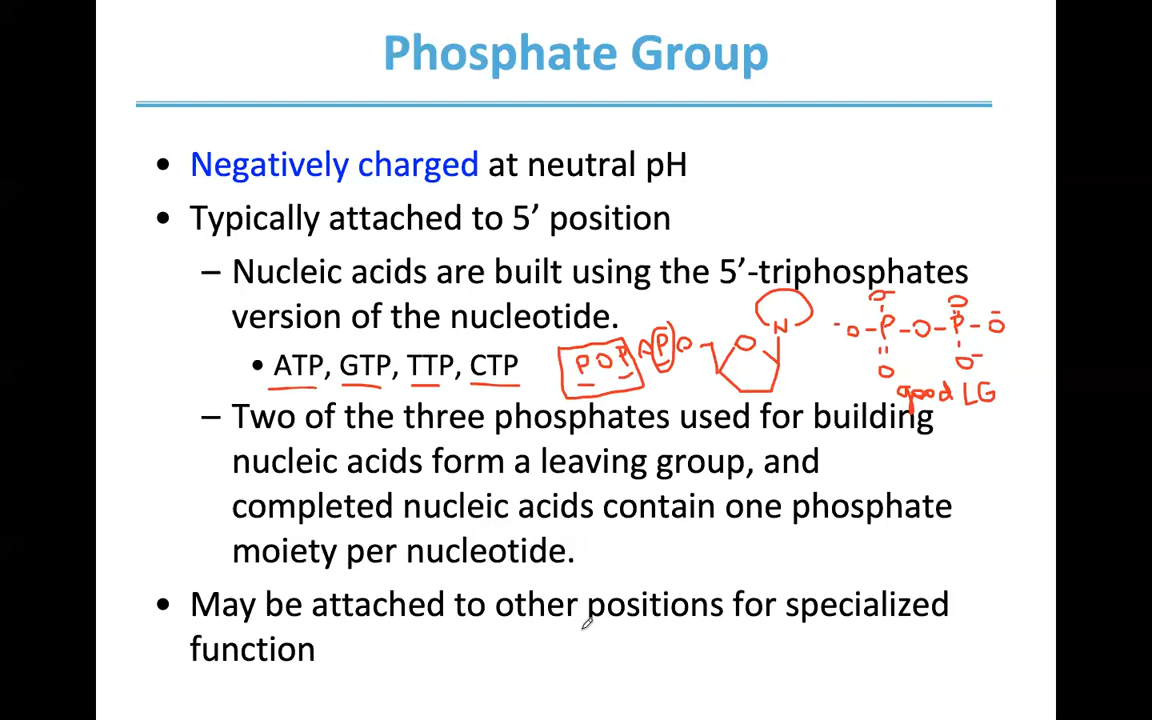 Phosphate Group
• Negatively charged at neutral pH
• Typically attached to 5’ position
– Nucleic acids are built using the 5’-triphosphates
version of the nucleotide.
• ATP, GTP, TTP, CTP
P O P O P O
O N
O⁻ O
⁻O P O P O⁻
O O⁻
good LG
– Two of the three phosphates used for building
nucleic acids form a leaving group, and
completed nucleic acids contain one phosphate
moiety per nucleotide.
• May be attached to other positions for specialized
function